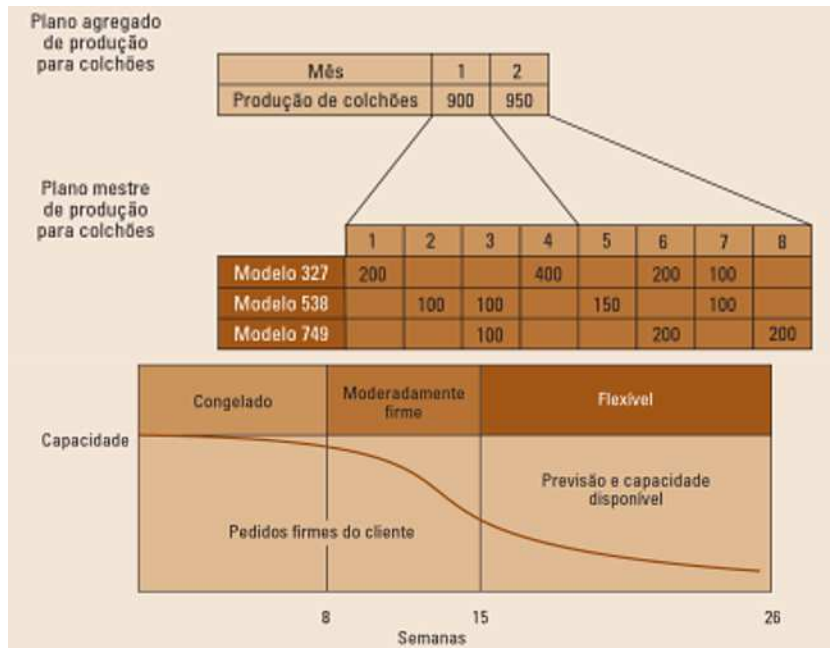 Plano agregado
de produção
para colchões
Mês 1 2
Produção de colchões 900 950
Plano mestre
de produção
para colchões
1 2 3 4 5 6 7 8
Modelo 327 200 400 200 100
Modelo 538 100 100 150 100
Modelo 749 100 200 200
Congelado
Moderadamente
firme
Flexível
Capacidade
Previsão e capacidade
disponível
Pedidos firmes do cliente
8 15 26
Semanas